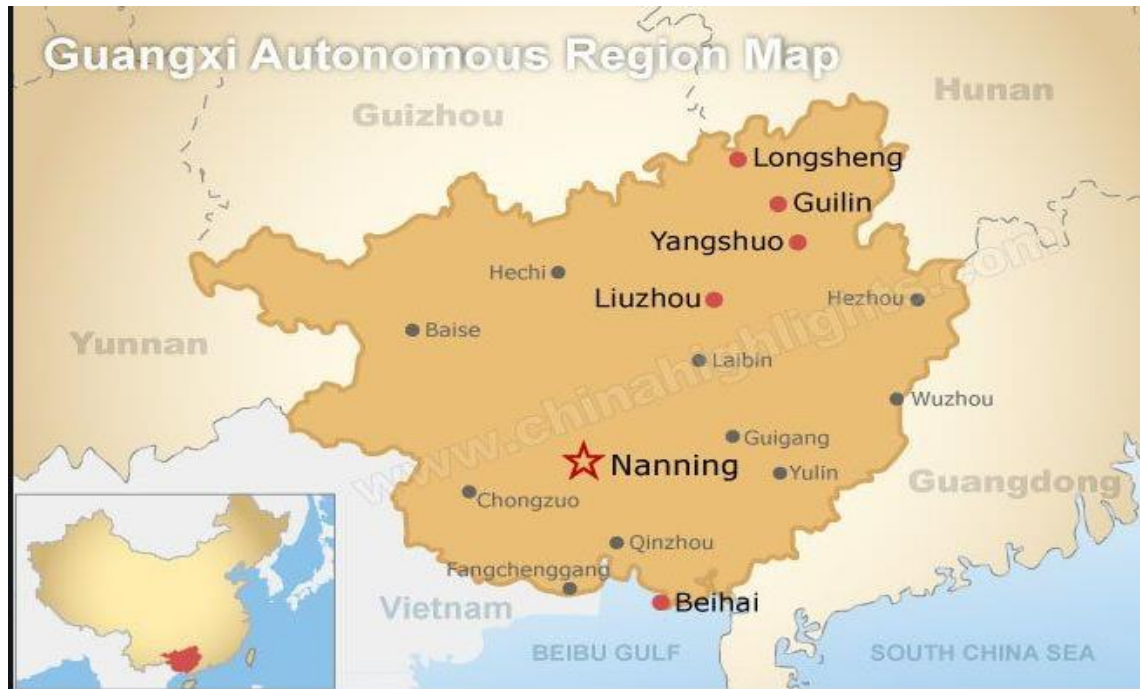 Guangxi Autonomous Region Map
Hunan
Guizhou
Longsheng
Guilin
Yangshuo
Hechi
Liuzhou
Hezhou
Baise
Yunnan
Laibin
Wuzhou
www.chinahighlights.com
Guigang
Nanning
Yulin
Guangdong
Chongzuo
Qinzhou
Fangchenggang
Vietnam
Beihai
BEIBU GULF
SOUTH CHINA SEA